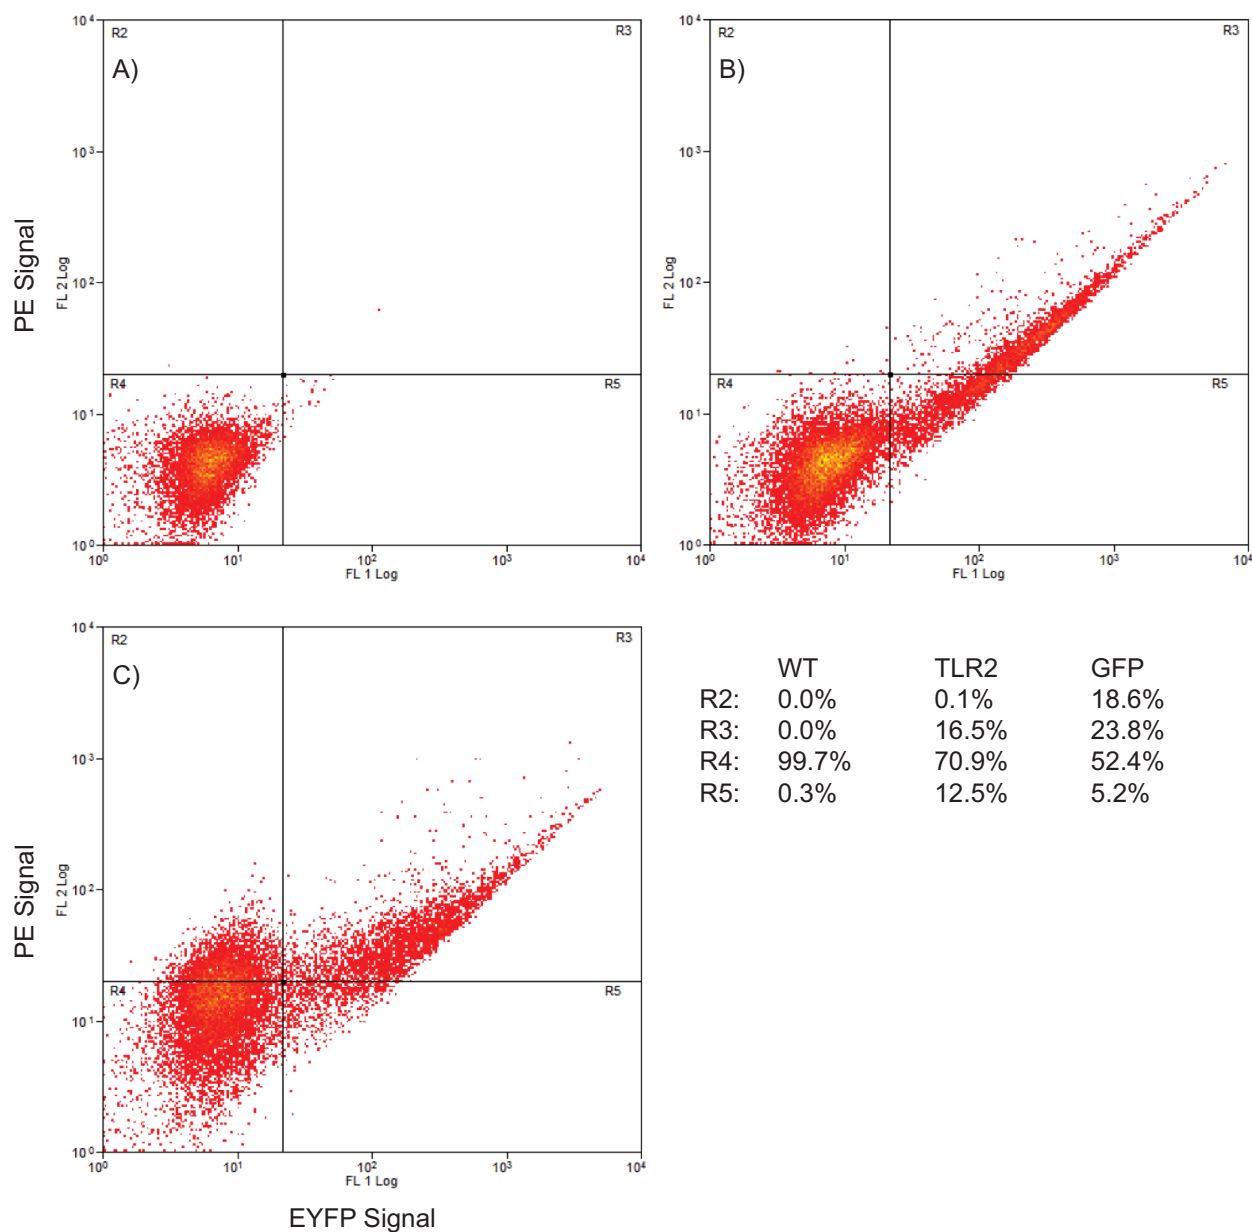 R2 R3
A)
R4 R5
10⁴
10³
10²
10¹
10⁰
FL 2 Log
PE Signal
10⁰ 10¹ 10² 10³ 10⁴
FL 1 Log
R2 R3
B)
R4 R5
10⁴
10³
10²
10¹
10⁰
FL 2 Log
10⁰ 10¹ 10² 10³ 10⁴
FL 1 Log
R2 R3
C)
R4 R5
10⁴
10³
10²
10¹
10⁰
FL 2 Log
PE Signal
10⁰ 10¹ 10² 10³ 10⁴
FL 1 Log
EYFP Signal
WT TLR2 GFP
R2: 0.0% 0.1% 18.6%
R3: 0.0% 16.5% 23.8%
R4: 99.7% 70.9% 52.4%
R5: 0.3% 12.5% 5.2%